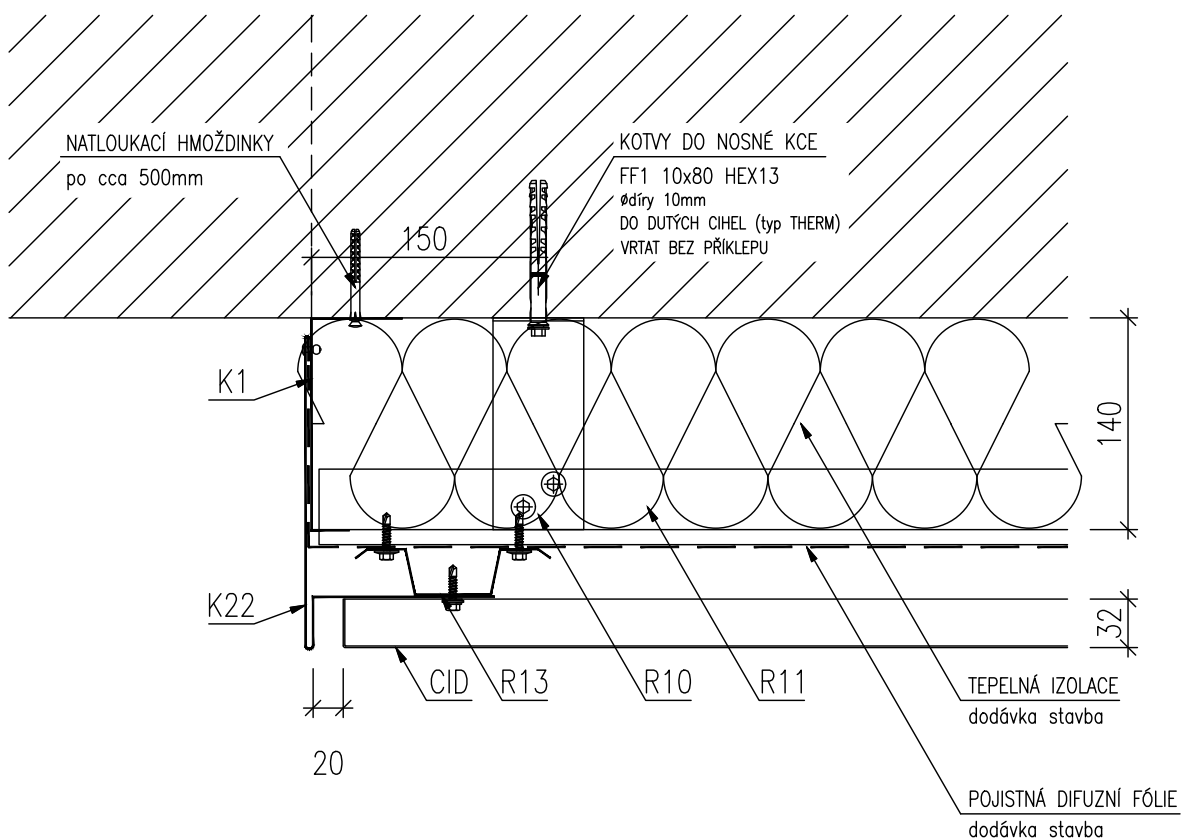 NATLOUKACÍ HMOŽDINKY
po cca 500mm
KOTVY DO NOSNÉ KCE
FF1 10x80 HEX13
ødíry 10mm
DO DUTÝCH CIHEL (typ THERM)
VRTAT BEZ PŘÍKLEPU
150
K1
140
K22
32
CID
R13
R10
R11
TEPELNÁ IZOLACE
dodávka stavba
20
POJISTNÁ DIFUZNÍ FÓLIE
dodávka stavba